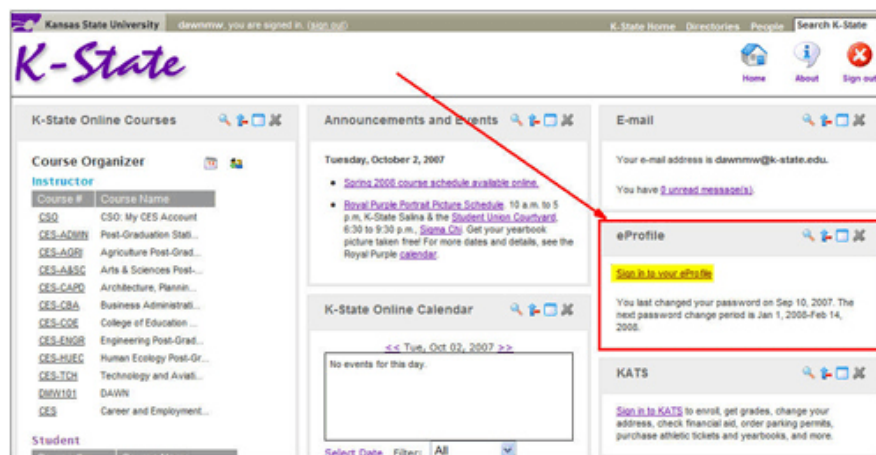 Kansas State University dawnmw, you are signed in. (sign out) K-State Home Directories People Search K-State
K-State
Home About Sign out
K-State Online Courses
Course Organizer
Instructor
Course # Course Name
CSO CSO: My CES Account
CES-ADMIN Post-Graduation Stati...
CES-AGRI Agriculture Post-Grad...
CES-A&SC Arts & Sciences Post-...
CES-CAPD Architecture, Plannin...
CES-CBA Business Administrati...
CES-COE College of Education ...
CES-ENGR Engineering Post-Grad...
CES-HUEC Human Ecology Post-Gr...
CES-TCH Technology and Aviati...
DMW101 DAWN
CES Career and Employment...
Student
Announcements and Events
Tuesday, October 2, 2007
Spring 2008 course schedule available online.
Royal Purple Portrait Picture Schedule. 10 a.m. to 5
p.m, K-State Salina & the Student Union Courtyard,
6:30 to 9:30 p.m., Sigma Chi. Get your yearbook
picture taken free! For more dates and details, see the
Royal Purple calendar.
K-State Online Calendar
<< Tue, Oct 02, 2007 >>
No events for this day.
Select Date Filter: All
E-mail
Your e-mail address is dawnmw@k-state.edu.
You have 0 unread message(s).
eProfile
Sign in to your eProfile
You last changed your password on Sep 10, 2007. The
next password change period is Jan 1, 2008-Feb 14,
2008.
KATS
Sign in to KATS to enroll, get grades, change your
address, check financial aid, order parking permits,
purchase athletic tickets and yearbooks, and more.